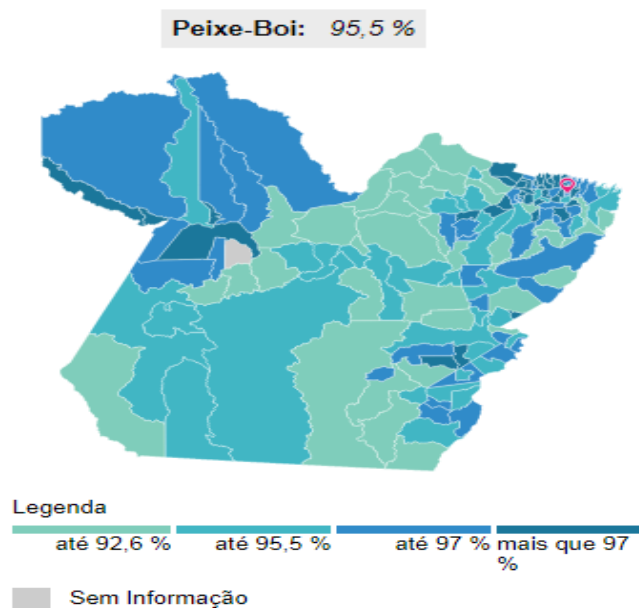 Peixe-Boi: 95,5 %
Legenda
até 92,6 %
até 95,5 %
até 97 %
mais que 97
%
Sem Informação